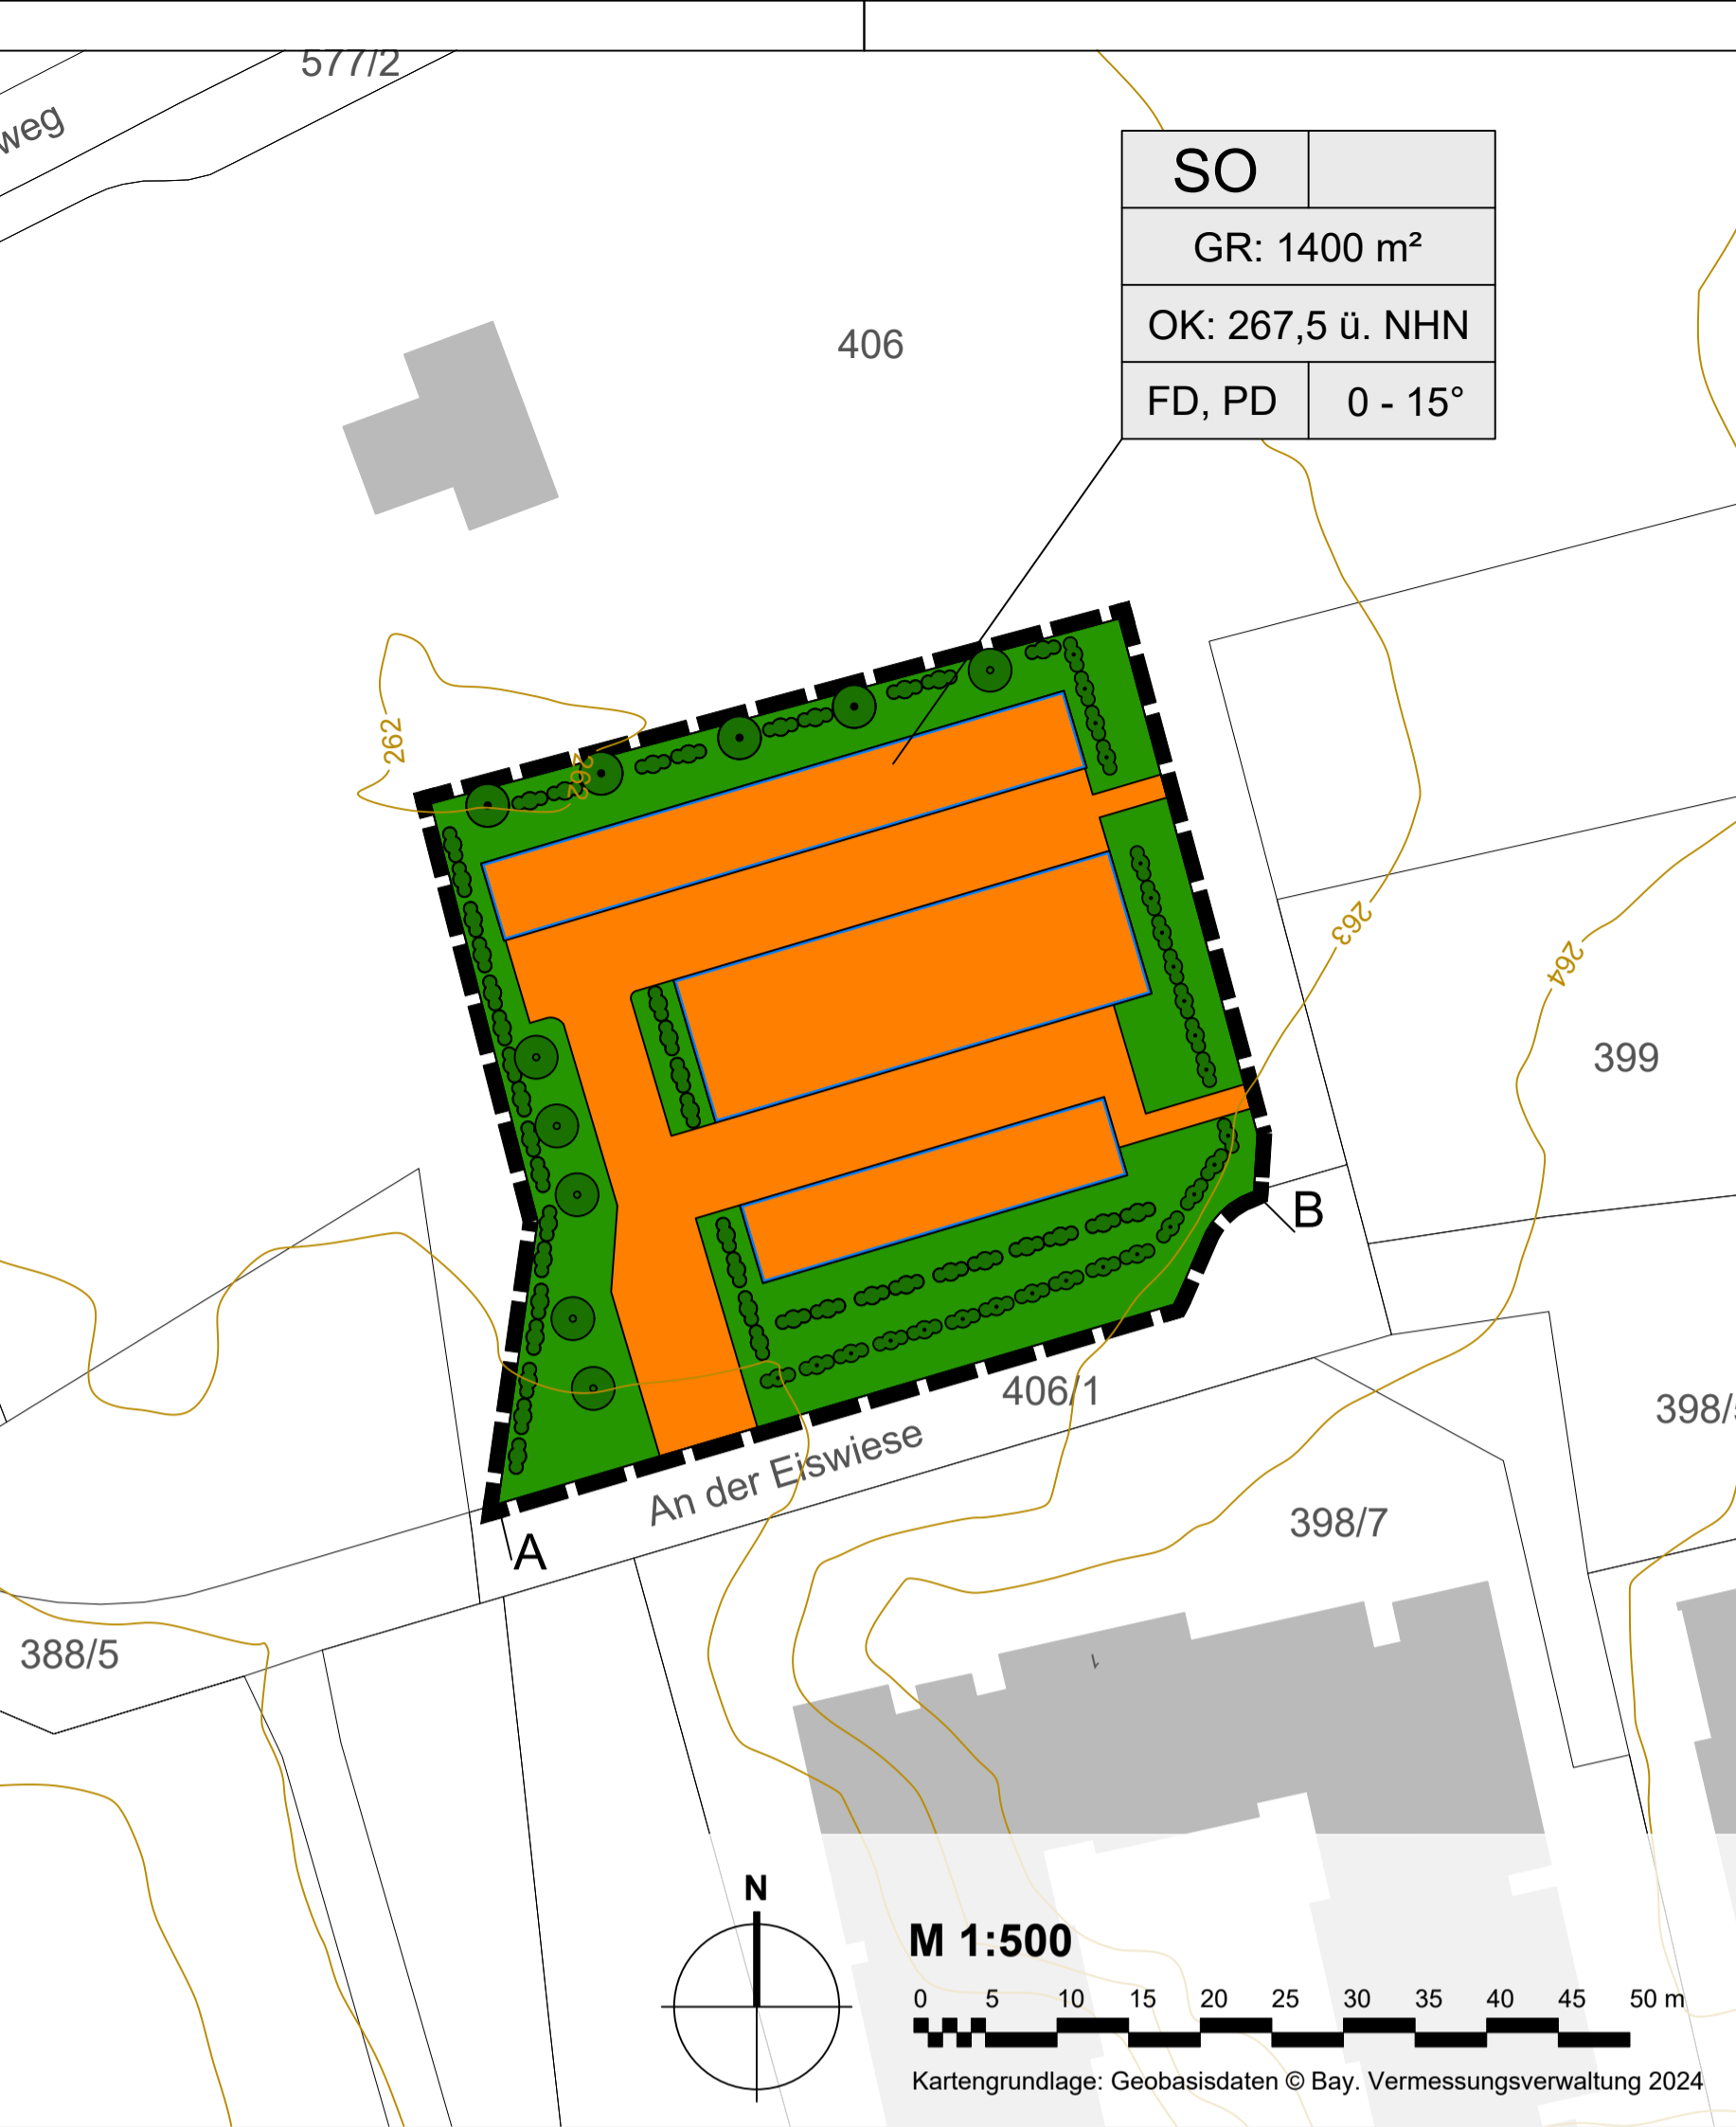 577/2
weg
SO
GR: 1400 m²
OK: 267,5 ü. NHN
FD, PD 0 - 15°
406
262
262
263
264
399
B
406/1
398/
An der Eiswiese
398/7
A
388/5
N
M 1:500
0 5 10 15 20 25 30 35 40 45 50 m
Kartengrundlage: Geobasisdaten © Bay. Vermessungsverwaltung 2024